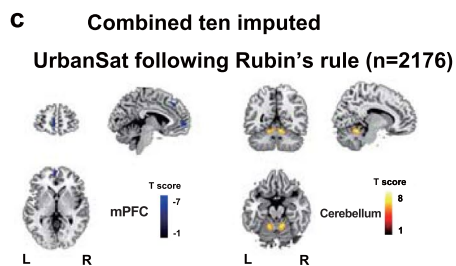 c Combined ten imputed
UrbanSat following Rubin's rule (n=2176)
T score
-7
mPFC
-1
L R
T score
8
Cerebellum
1
L R